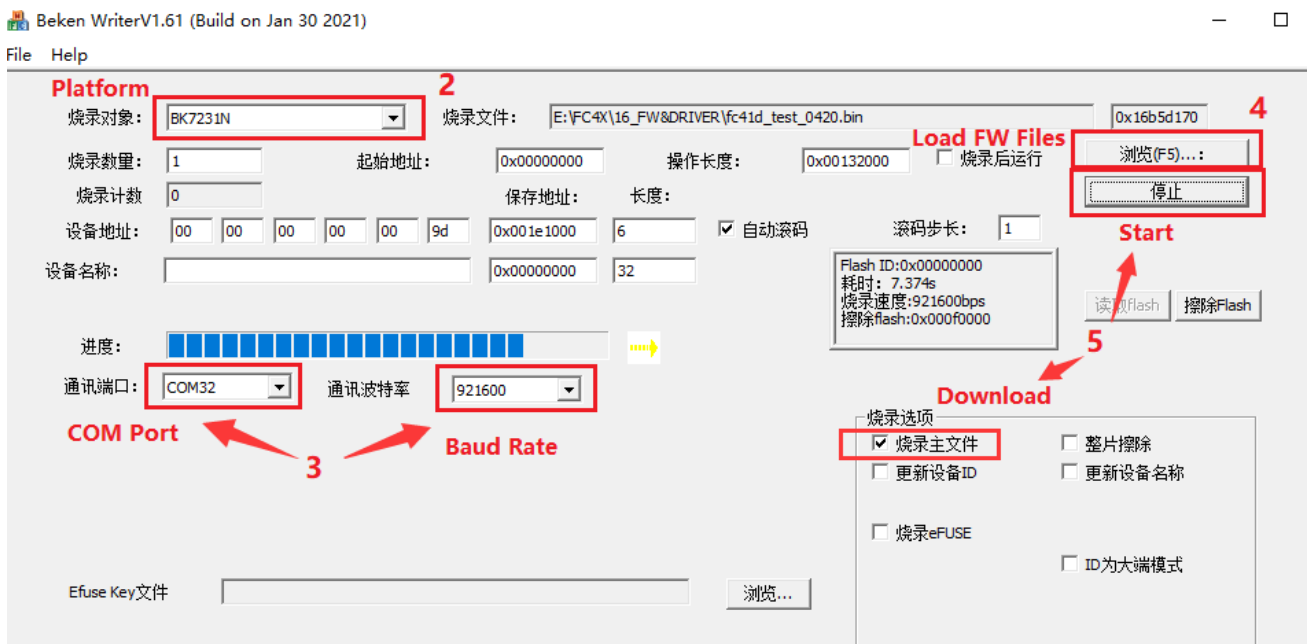 Beken WriterV1.61 (Build on Jan 30 2021)
File Help
Platform 2
烧录对象： BK7231N 烧录文件： E:\FC4X\16_FW&DRIVER\fc41d_test_0420.bin 0x16b5d170 4
Load FW Files
烧录数量： 1 起始地址： 0x00000000 操作长度： 0x00132000 烧录后运行 浏览(F5)...：
烧录计数 0 保存地址： 长度： 停止
设备地址： 00 00 00 00 00 9d 0x001e1000 6 自动滚码 滚码步长： 1 Start
设备名称： 0x00000000 32
Flash ID:0x00000000
耗时：7.374s
烧录速度:921600bps
擦除flash:0x000f0000
读取flash 擦除Flash
进度： 5
通讯端口： COM32 通讯波特率 921600
Download
COM Port 3 Baud Rate
烧录选项
烧录主文件 整片擦除
更新设备ID 更新设备名称
烧录eFUSE
ID为大端模式
Efuse Key文件 浏览...